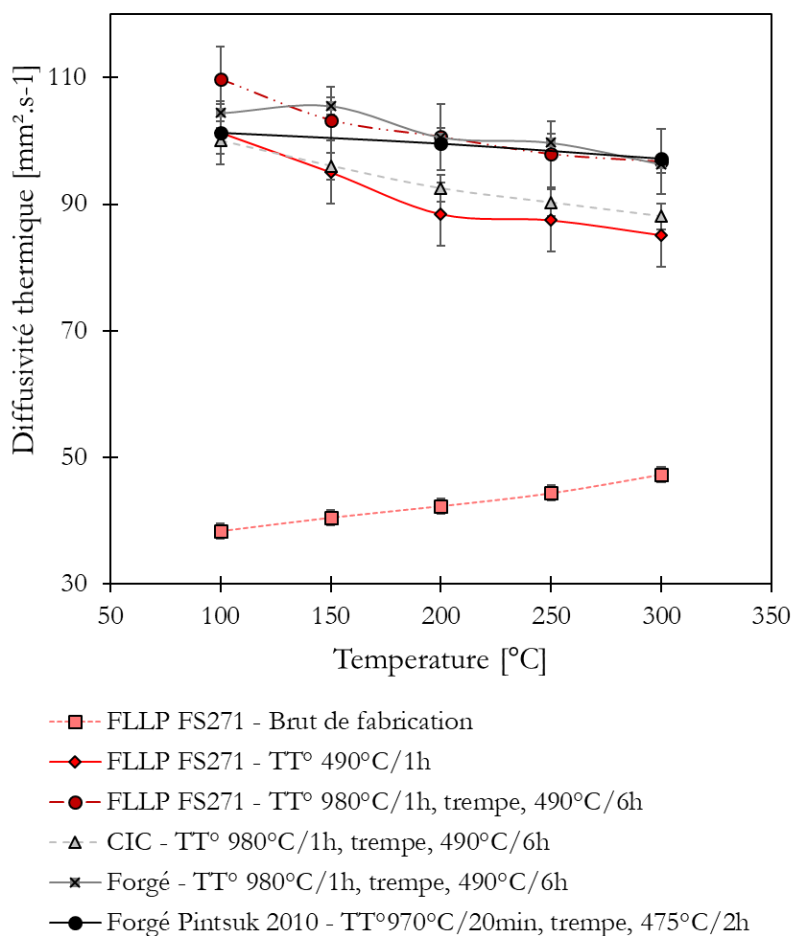 Diffusivité thermique [mm².s-1]
110
90
70
50
30
50 100 150 200 250 300 350
Temperature [°C]
FLLP FS271 - Brut de fabrication
FLLP FS271 - TT° 490°C/1h
FLLP FS271 - TT° 980°C/1h, trempe, 490°C/6h
CIC - TT° 980°C/1h, trempe, 490°C/6h
Forgé - TT° 980°C/1h, trempe, 490°C/6h
Forgé Pintsuk 2010 - TT°970°C/20min, trempe, 475°C/2h